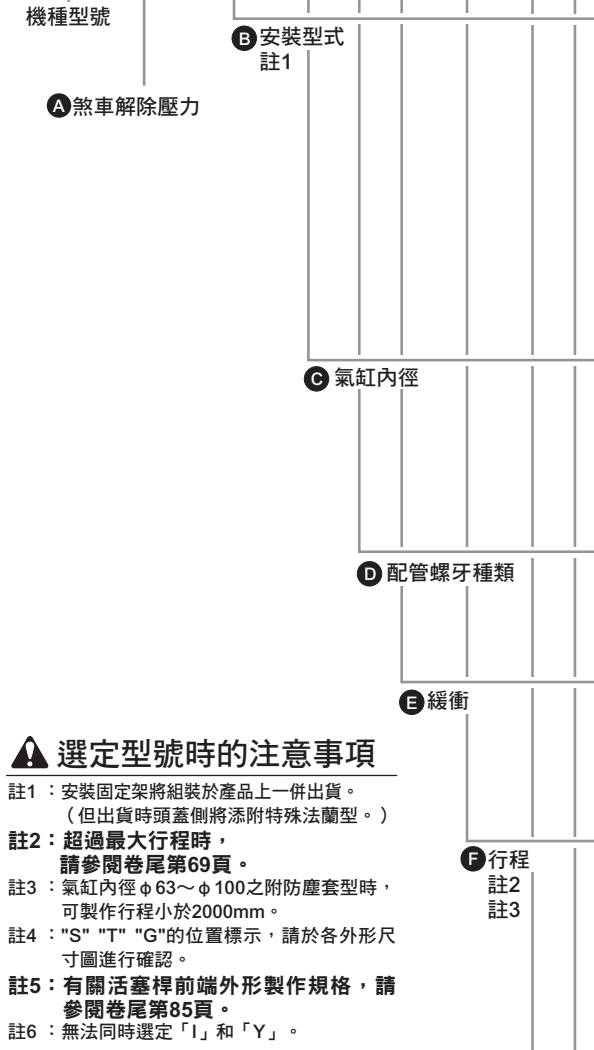 機種型號
B 安裝型式
註1
A 煞車解除壓力
C 氣缸內徑
D 配管螺牙種類
E 緩衝
選定型號時的注意事項
註1 ：安裝固定架將組裝於產品上一併出貨。
（但出貨時頭蓋側將添附特殊法蘭型。）
註2：超過最大行程時，
請參閱卷尾第69頁。
註3 ：氣缸內徑φ63～φ100之附防塵套型時，
可製作行程小於2000mm。
註4 ："S" "T" "G"的位置標示，請於各外形尺
寸圖進行確認。
註5：有關活塞桿前端外形製作規格，請
參閱卷尾第85頁。
註6 ：無法同時選定「I」和「Y」。
F 行程
註2
註3